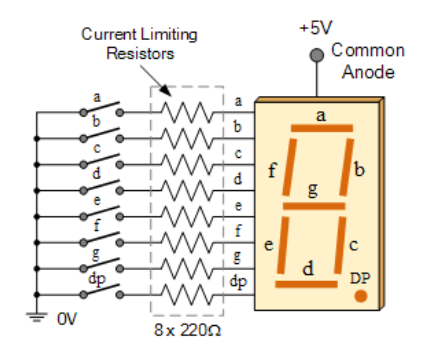 Current Limiting
Resistors
+5V
Common
Anode
a
b
c
d
e
f
g
dp
a
b
c
d
e
f
g
dp
a
f
b
g
e
c
d
DP
0V
8 x 220Ω